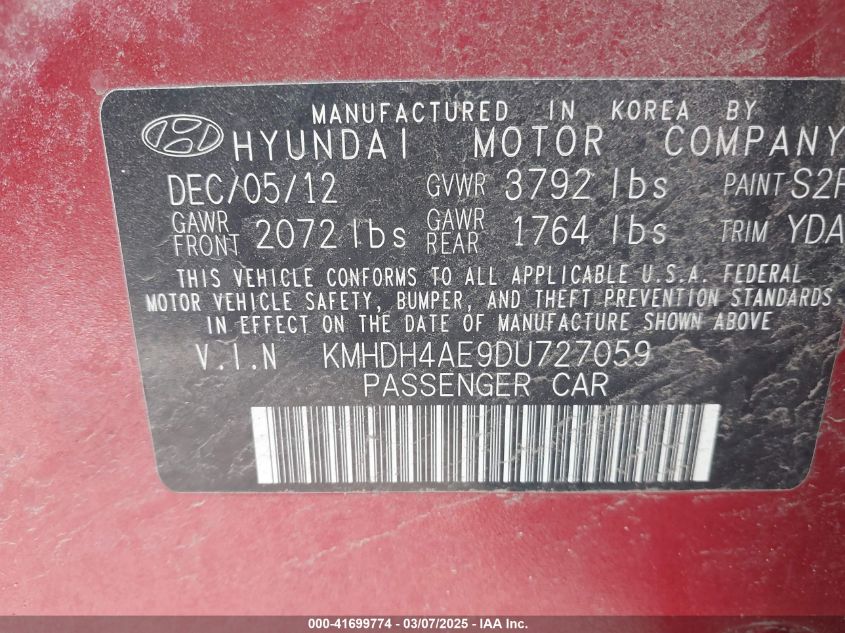 MANUFACTURED IN KOREA BY
HYUNDAI MOTOR COMPANY
DEC/05/12 GVWR 3792 lbs PAINT S2R
GAWR FRONT 2072 lbs GAWR REAR 1764 lbs TRIM YDA
THIS VEHICLE CONFORMS TO ALL APPLICABLE U.S.A. FEDERAL
MOTOR VEHICLE SAFETY, BUMPER, AND THEFT PREVENTION STANDARDS
IN EFFECT ON THE DATE OF MANUFACTURE SHOWN ABOVE
V.I.N KMHDH4AE9DU727059
PASSENGER CAR
000-41699774 - 03/07/2025 - IAA Inc.